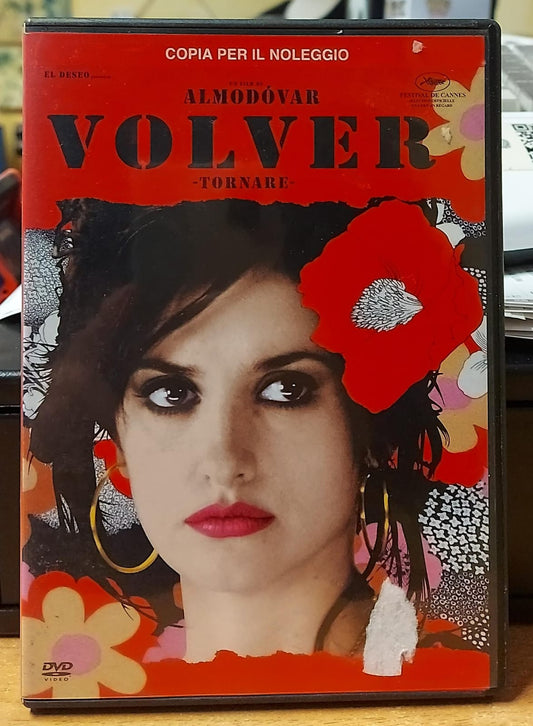 COPIA PER IL NOLEGGIO
EL DESEO
UN FILM DI
ALMODÓVAR
FESTIVAL DE CANNES
VOLVER
-TORNARE-
DVD
VIDEO